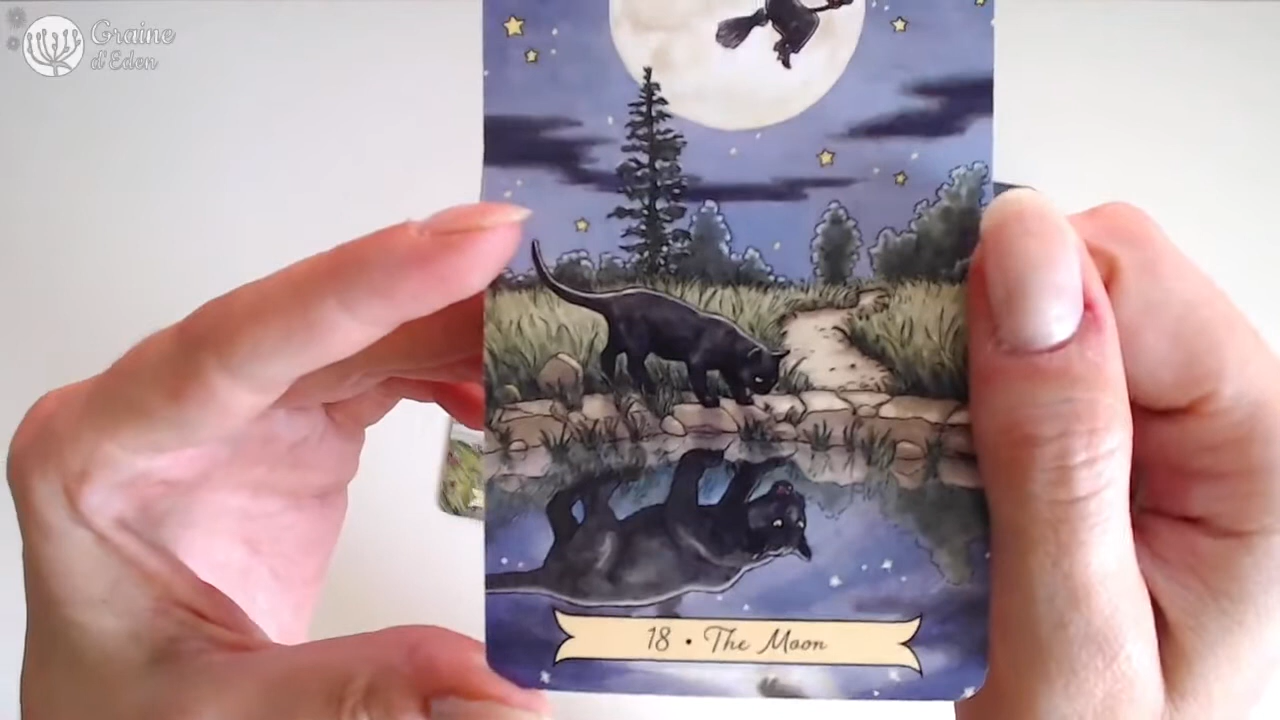 Graine
d'Eden
18 • The Moon